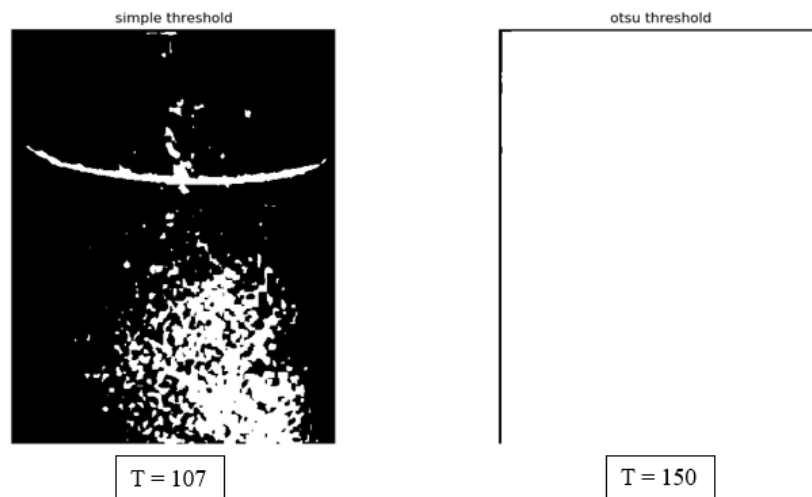 simple threshold
otsu threshold
T = 107
T = 150